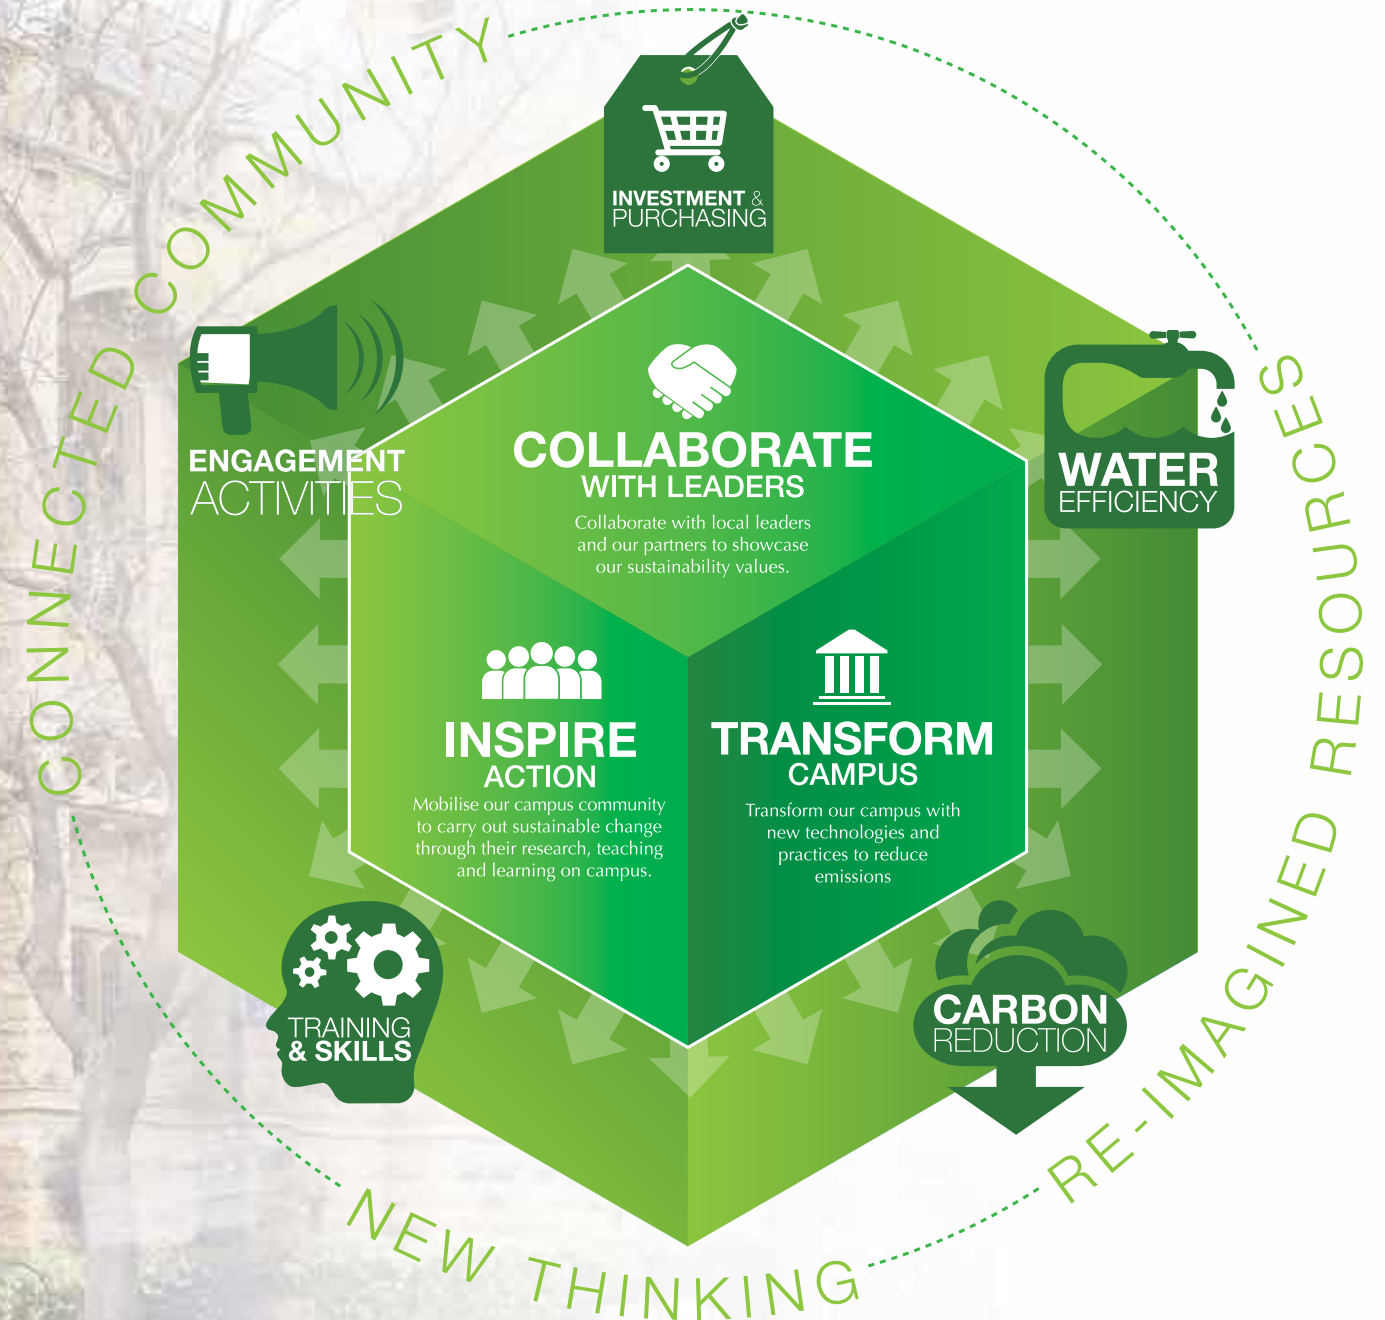 CONNECTED COMMUNITY
INVESTMENT &
PURCHASING
ENGAGEMENT
ACTIVITIES
WATER
EFFICIENCY
COLLABORATE
WITH LEADERS
Collaborate with local leaders
and our partners to showcase
our sustainability values.
INSPIRE
ACTION
Mobilise our campus community
to carry out sustainable change
through their research, teaching
and learning on campus.
TRANSFORM
CAMPUS
Transform our campus with
new technologies and
practices to reduce
emissions
TRAINING
& SKILLS
CARBON
REDUCTION
RE-IMAGINED RESOURCES
NEW THINKING